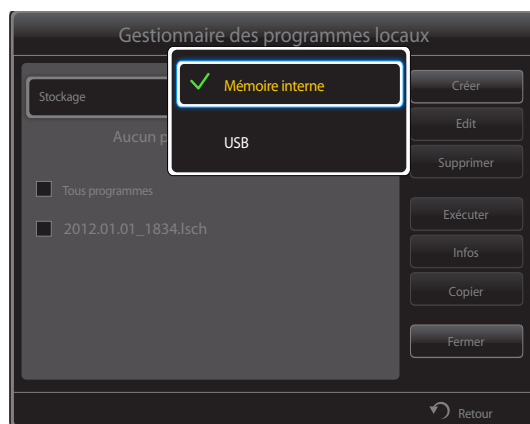 Gestionnaire des programmes locaux
Stockage
Mémoire interne
USB
Aucun p
Tous programmes
2012.01.01_1834.lsch
Créer
Edit
Supprimer
Exécuter
Infos
Copier
Fermer
Retour